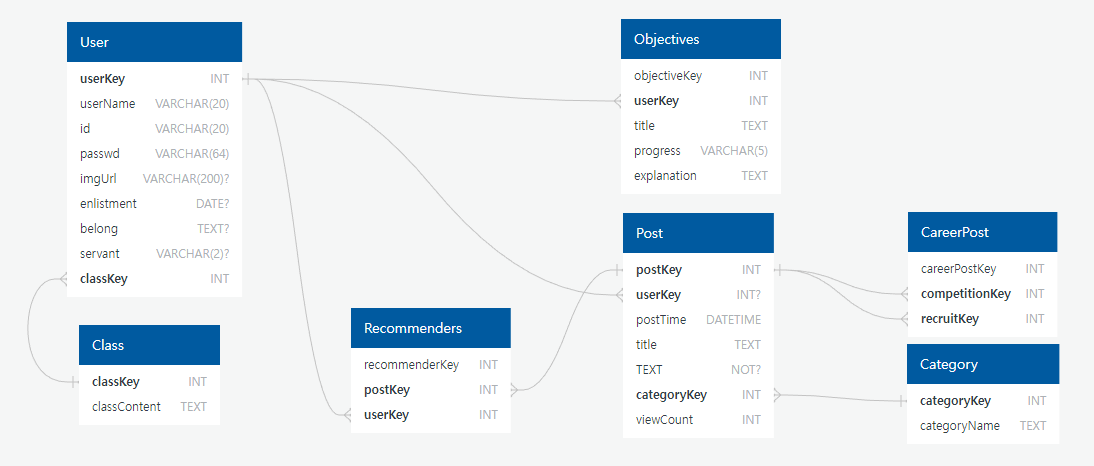 User
userKey INT
userName VARCHAR(20)
id VARCHAR(20)
passwd VARCHAR(64)
imgUrl VARCHAR(200)?
enlistment DATE?
belong TEXT?
servant VARCHAR(2)?
classKey INT
Class
classKey INT
classContent TEXT
Recommenders
recommenderKey INT
postKey INT
userKey INT
Objectives
objectiveKey INT
userKey INT
title TEXT
progress VARCHAR(5)
explanation TEXT
Post
postKey INT
userKey INT?
postTime DATETIME
title TEXT
TEXT NOT?
categoryKey INT
viewCount INT
CareerPost
careerPostKey INT
competitionKey INT
recruitKey INT
Category
categoryKey INT
categoryName TEXT